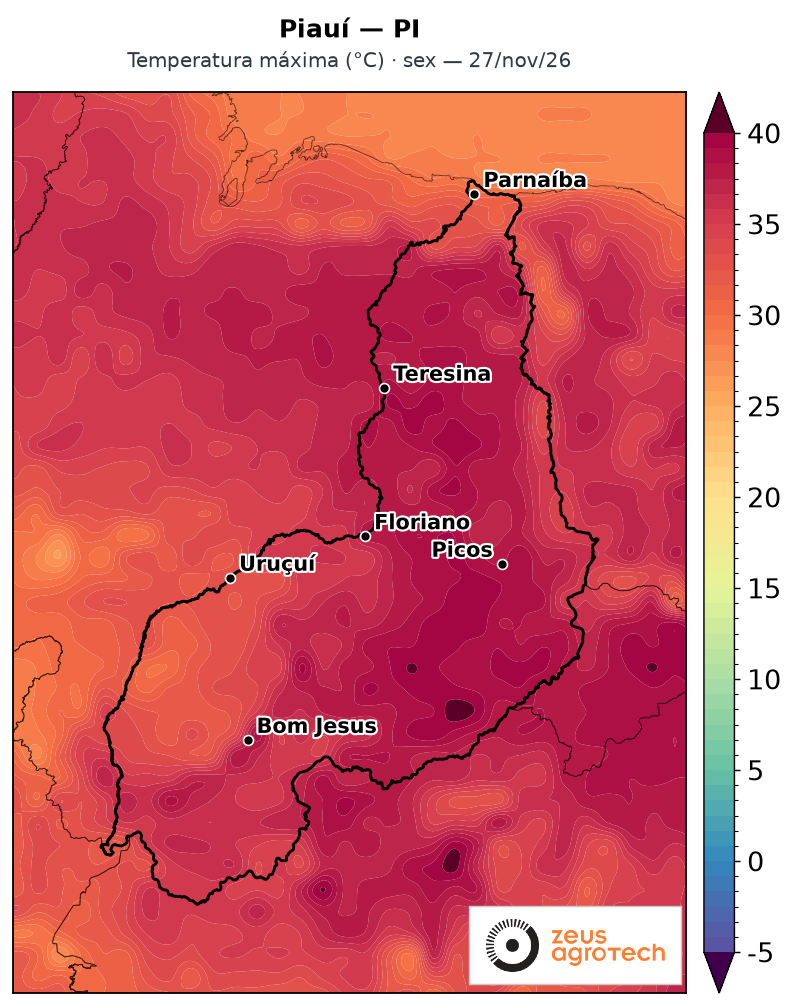 Piauí — PI
Temperatura máxima (°C) · sex — 27/nov/26
Parnaíba
Teresina
Floriano
Picos
Uruçuí
Bom Jesus
40
35
30
25
20
15
10
5
0
-5
zeus
agrotech